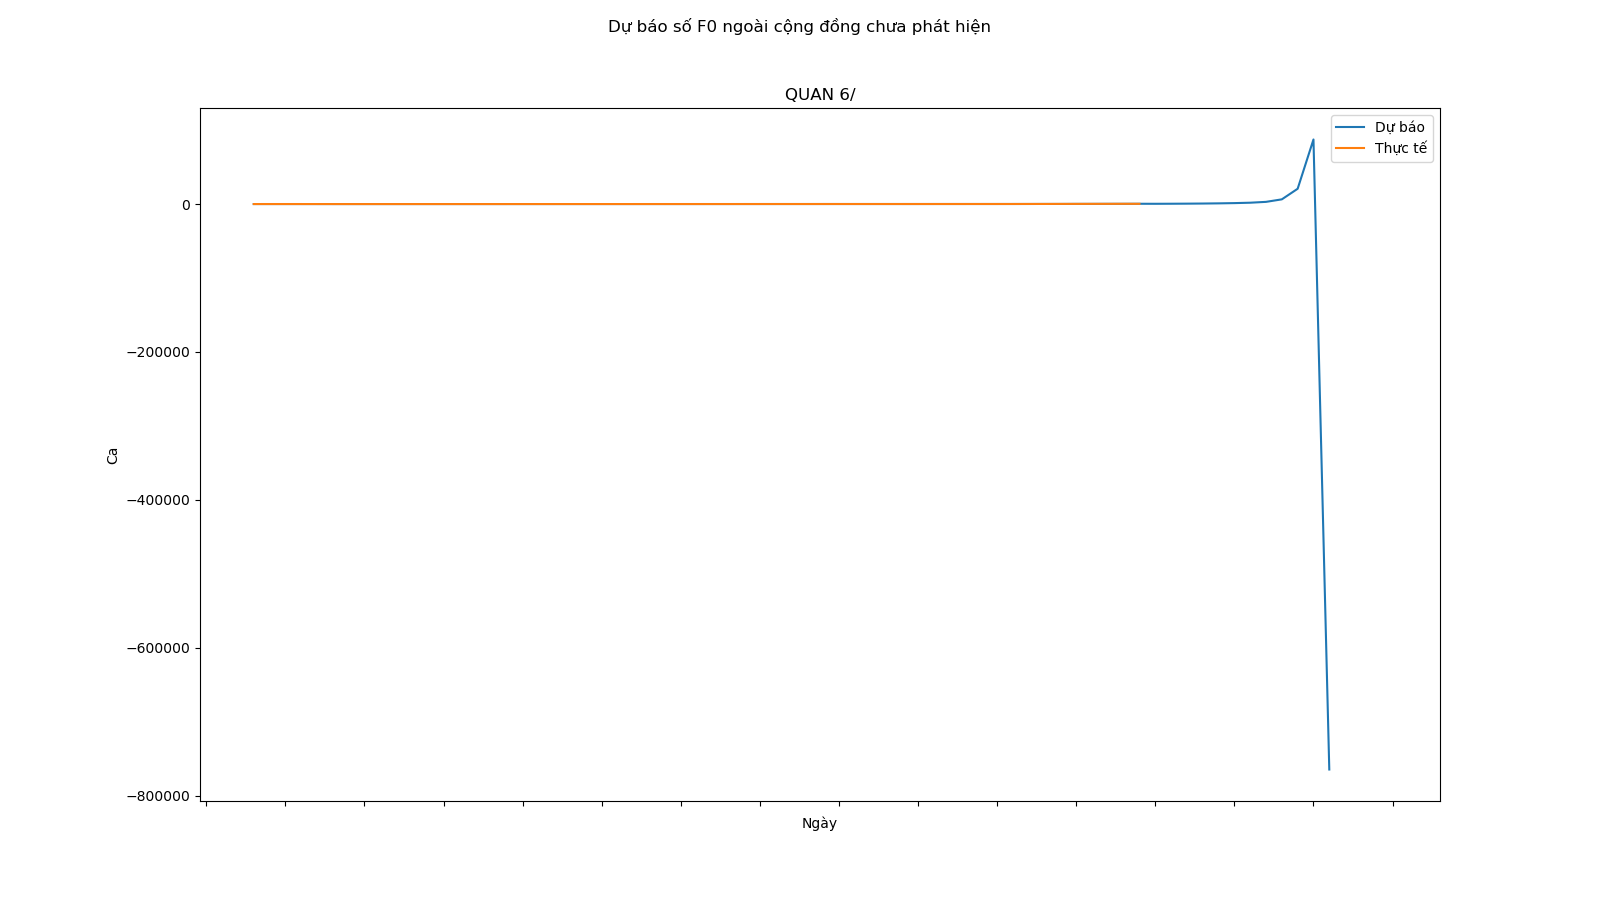 Dự báo số F0 ngoài cộng đồng chưa phát hiện
QUAN 6/
Dự báo
Thực tế
0
−200000
−400000
−600000
−800000
Ca
Ngày